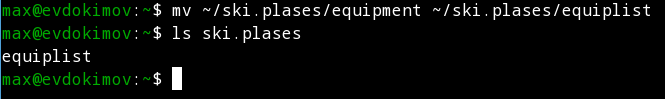 max@evdokimov:~$ mv ~/ski.plases/equipment ~/ski.plases/equiplist
max@evdokimov:~$ ls ski.plases
equiplist
max@evdokimov:~$